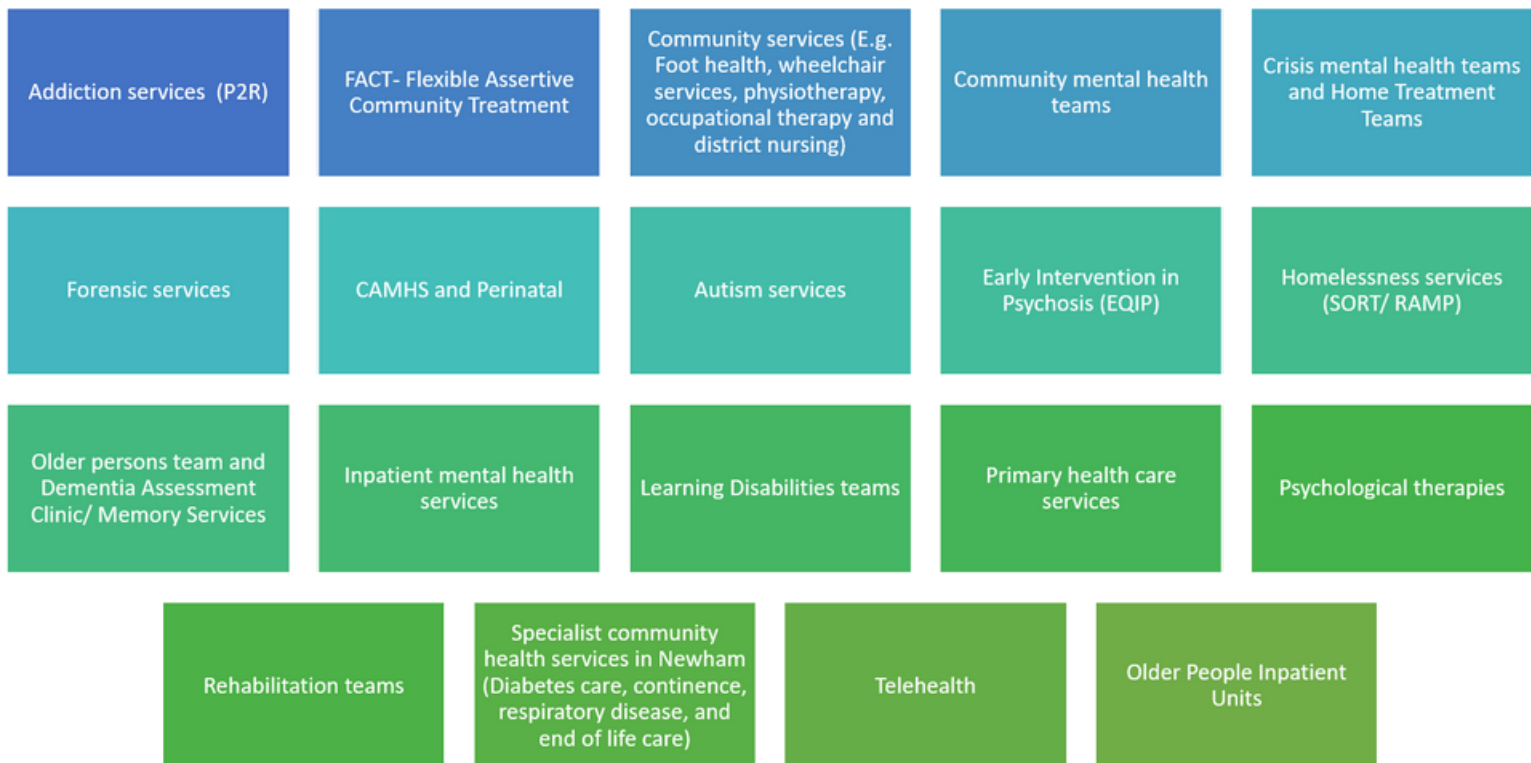 Addiction services (P2R)
FACT- Flexible Assertive
Community Treatment
Community services (E.g.
Foot health, wheelchair
services, physiotherapy,
occupational therapy and
district nursing)
Community mental health
teams
Crisis mental health teams
and Home Treatment
Teams
Forensic services
CAMHS and Perinatal
Autism services
Early Intervention in
Psychosis (EQIP)
Homelessness services
(SORT/ RAMP)
Older persons team and
Dementia Assessment
Clinic/ Memory Services
Inpatient mental health
services
Learning Disabilities teams
Primary health care
services
Psychological therapies
Rehabilitation teams
Specialist community
health services in Newham
(Diabetes care, continence,
respiratory disease, and
end of life care)
Telehealth
Older People Inpatient
Units